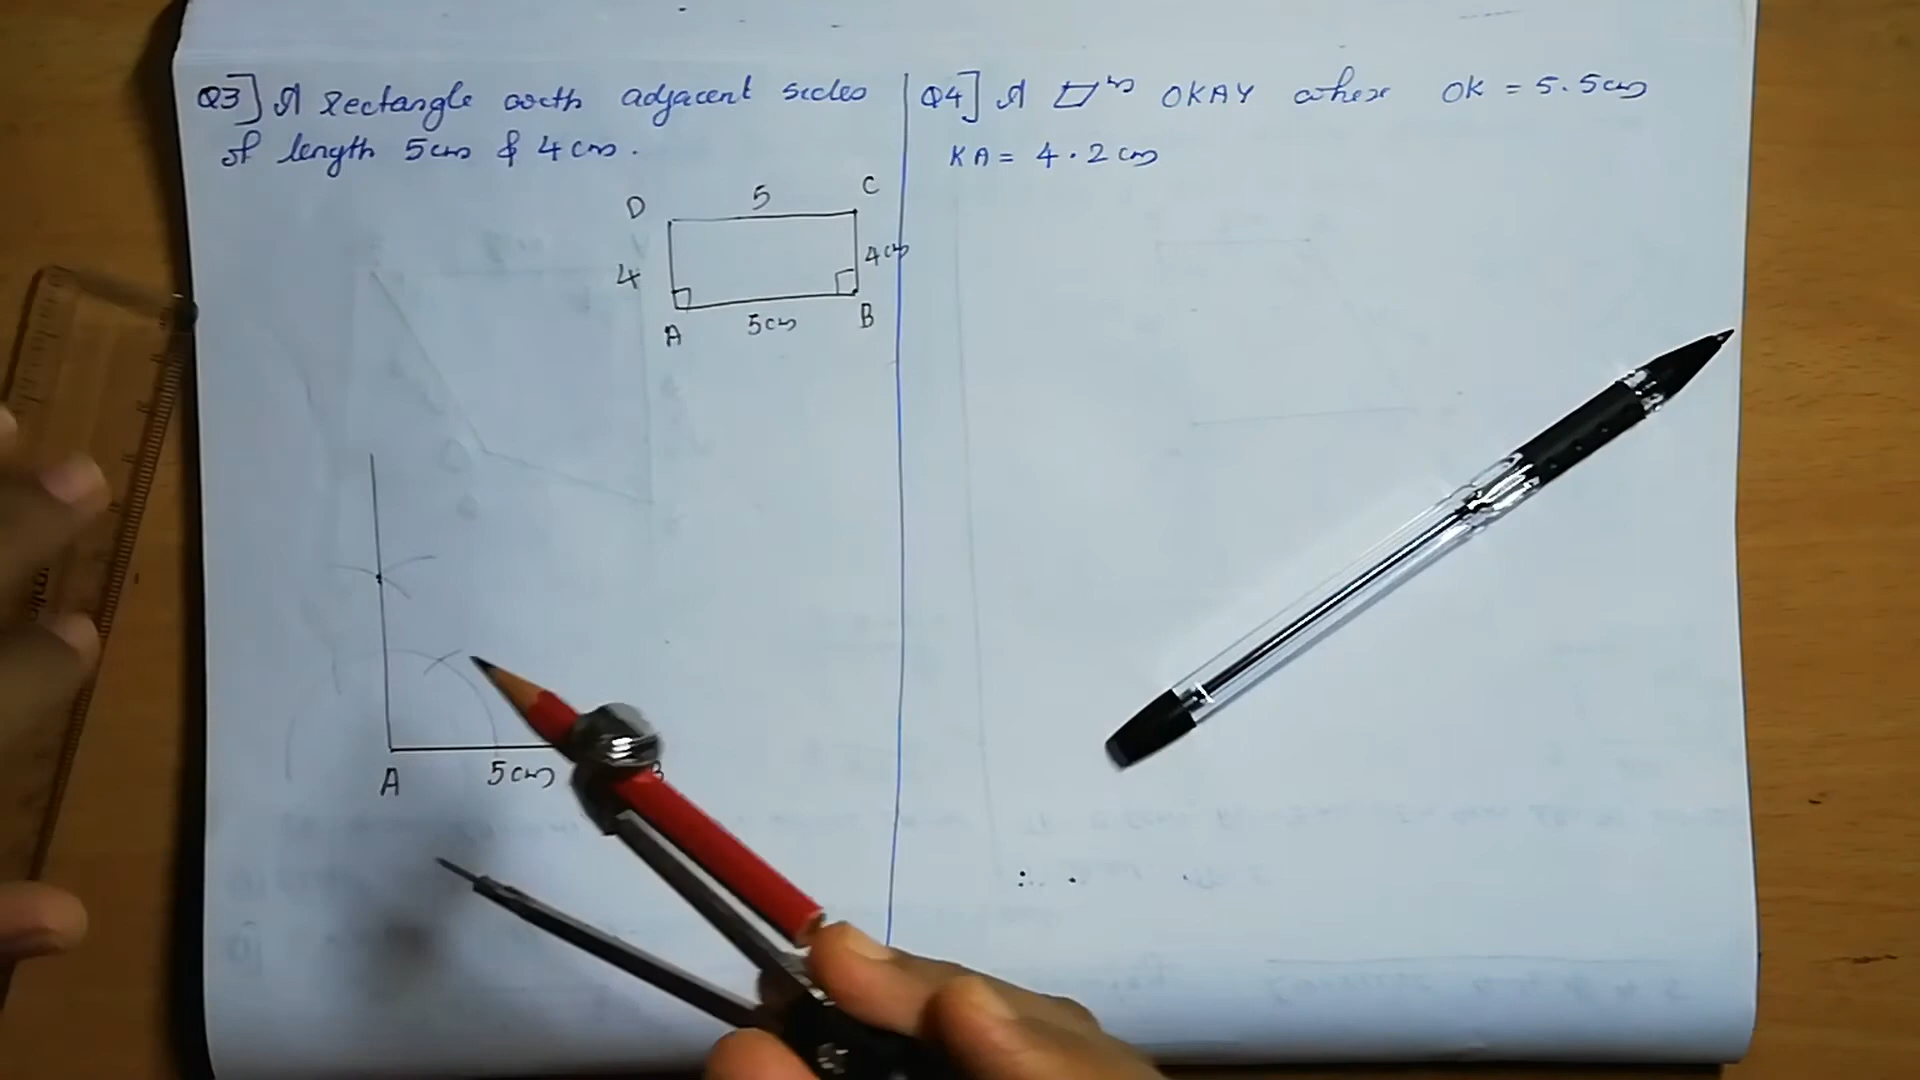 Q3] A rectangle with adjacent sides
of length 5cm & 4cm.
D
5
C
4
4cm
A
5cm
B
A
5cm
B
Q4] A ▱m OKAY where OK = 5.5cm
KA = 4.2cm